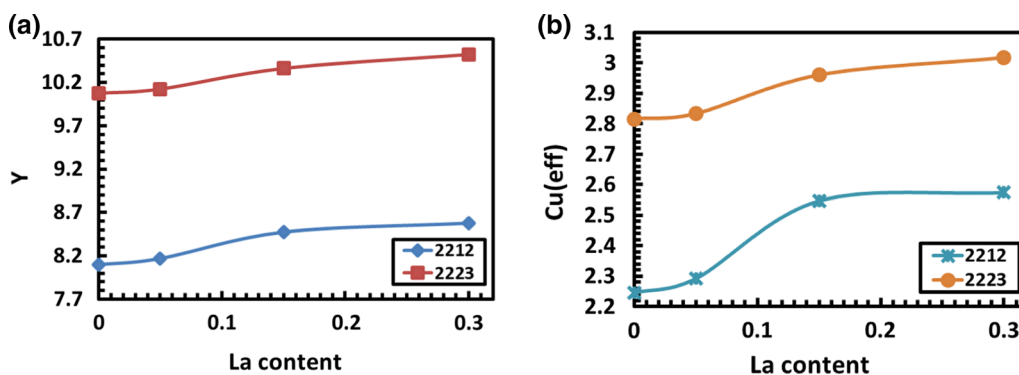 (a)
10.7
10.2
9.7
9.2
8.7
8.2
7.7
Y
0 0.1 0.2 0.3
La content
2212
2223
(b)
3.1
3
2.9
2.8
2.7
2.6
2.5
2.4
2.3
2.2
Cu(eff)
0 0.1 0.2 0.3
La content
2212
2223